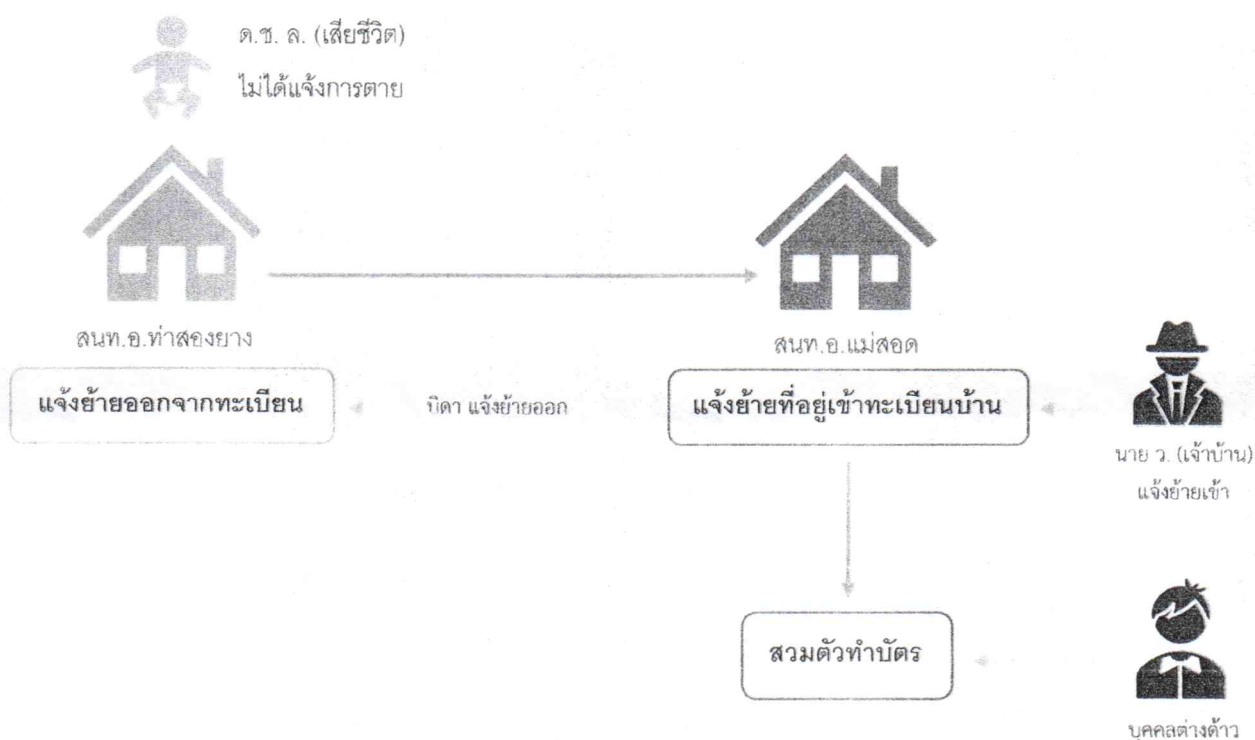 ด.ช. ล. (เสียชีวิต)
ไม่ได้แจ้งการตาย
สนท.อ.ท่าสองยาง
สนท.อ.แม่สอด
แจ้งย้ายออกจากทะเบียน
บิดา แจ้งย้ายออก
แจ้งย้ายที่อยู่เข้าทะเบียนบ้าน
นาย ว. (เจ้าบ้าน)
แจ้งย้ายเข้า
สวมตัวทำบัตร
บุคคลต่างด้าว